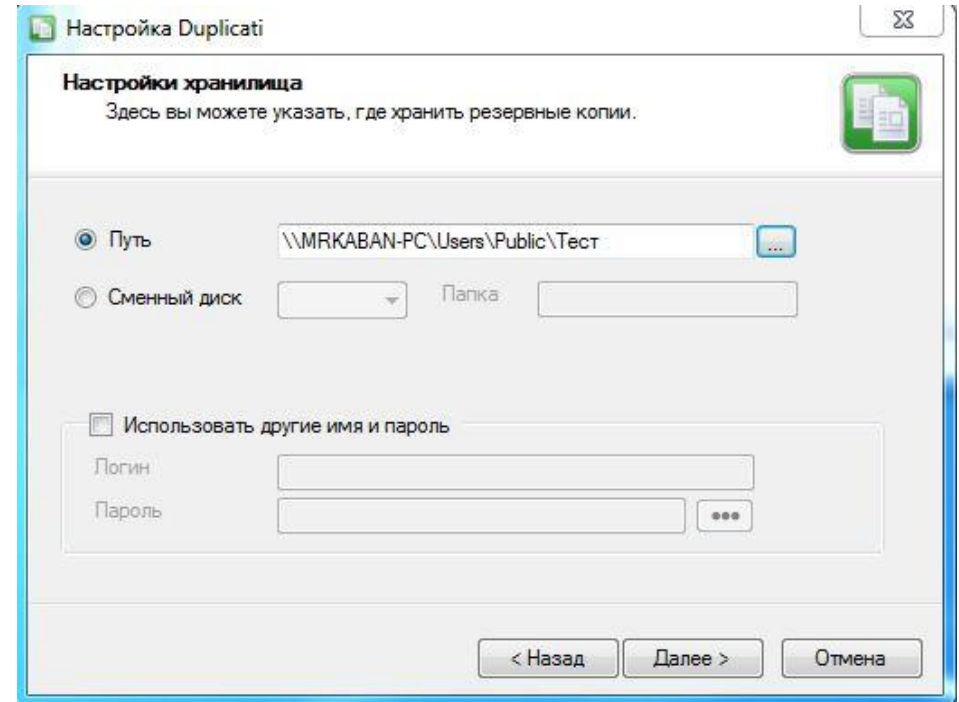 Настройка Duplicati
Настройки хранилища
Здесь вы можете указать, где хранить резервные копии.
Путь \\MRKABAN-PC\Users\Public\Тест ...
Сменный диск Папка
Использовать другие имя и пароль
Логин
Пароль
< Назад Далее > Отмена